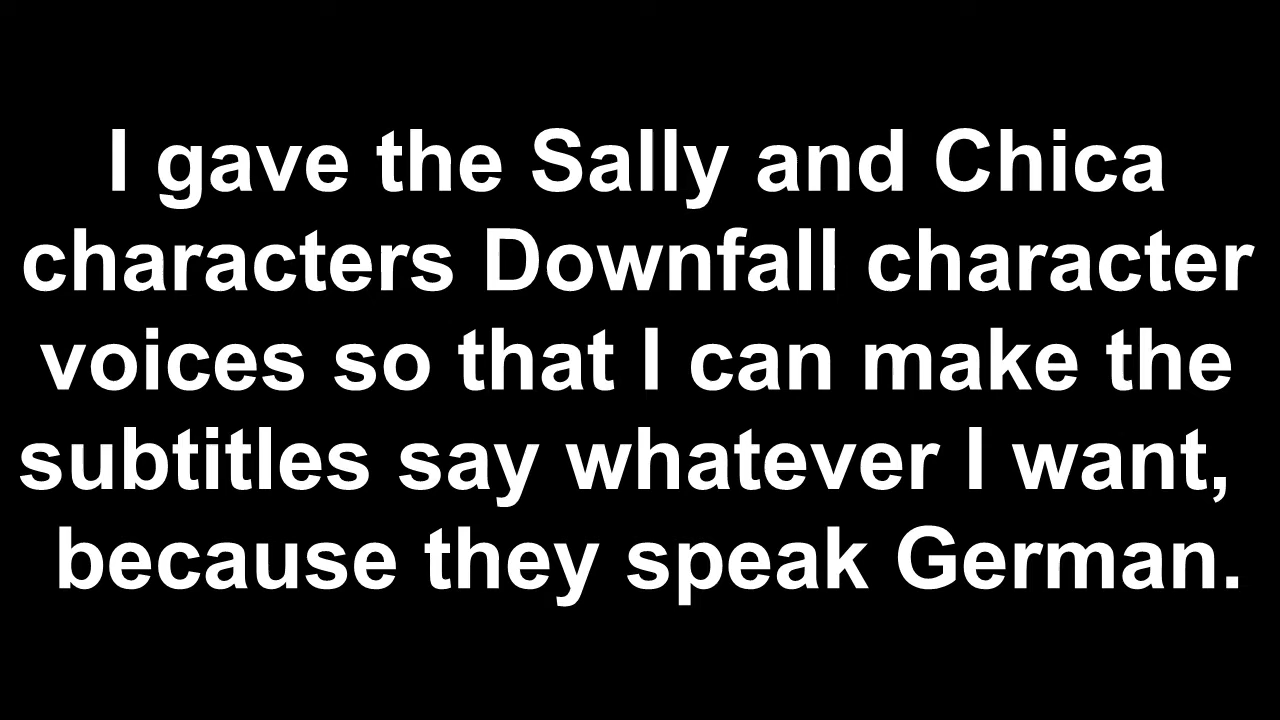 I gave the Sally and Chica
characters Downfall character
voices so that I can make the
subtitles say whatever I want,
because they speak German.